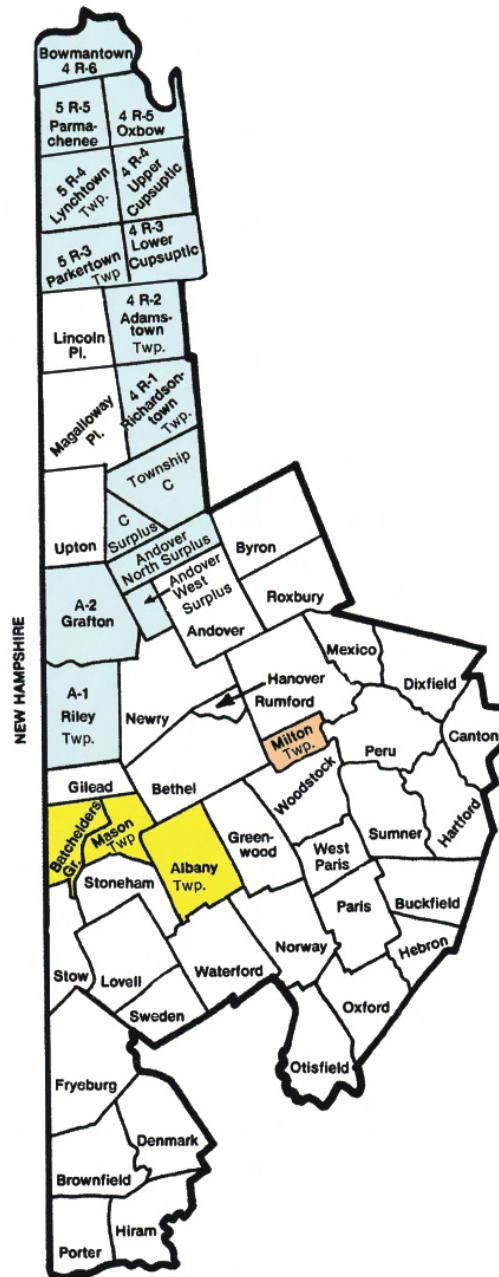 Bowmantown
4 R-6
5 R-5
Parma-
chenee
4 R-5
Oxbow
5 R-4
Lynchtown
Twp.
4 R-4
Upper
Cupsuptic
5 R-3
Parkertown
Twp
4 R-3
Lower
Cupsuptic
Lincoln
Pl.
4 R-2
Adams-
town
Twp.
Magalloway
Pl.
4 R-1
Richardson-
town
Twp.
Township
C
C
Surplus
Upton
Andover
North Surplus
Andover
West
Surplus
Byron
Roxbury
Andover
A-2
Grafton
NEW HAMPSHIRE
A-1
Riley
Twp.
Newry
Hanover
Rumford
Mexico
Dixfield
Canton
Milton
Twp.
Peru
Gilead
Bethel
Woodstock
Hartford
Sumner
Batchelders
Gr.
Mason
Twp
Albany
Twp.
Green-
wood
West
Paris
Stoneham
Paris
Buckfield
Hebron
Norway
Stow
Lovell
Waterford
Sweden
Oxford
Otisfield
Fryeburg
Denmark
Brownfield
Hiram
Porter